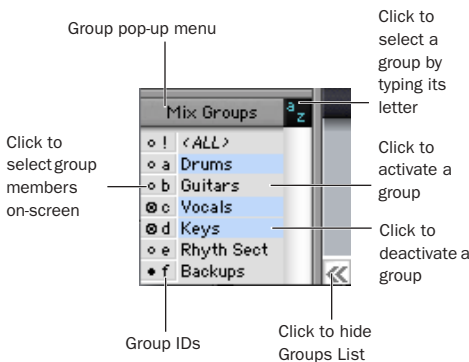 Group pop-up menu
Click to
select a
group by
typing its
letter
Mix Groups
a z
! <ALL>
a Drums
b Guitars
c Vocals
d Keys
e Rhyth Sect
f Backups
Click to
select group
members
on-screen
Click to
activate a
group
Click to
deactivate a
group
Group IDs
Click to hide
Groups List